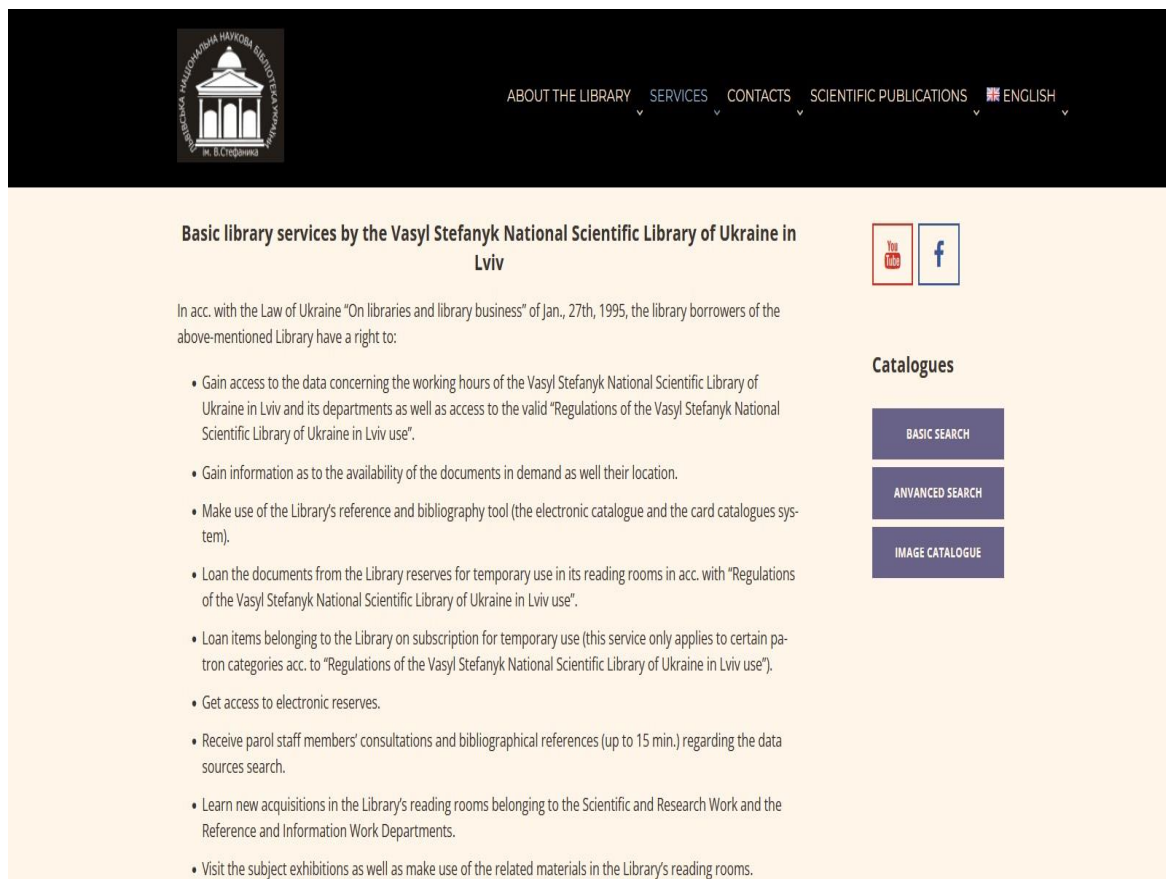 ЛЬВІВСЬКА НАЦІОНАЛЬНА НАУКОВА БІБЛІОТЕКА УКРАЇНИ
ім. В.Стефаника
ABOUT THE LIBRARY SERVICES CONTACTS SCIENTIFIC PUBLICATIONS ENGLISH
Basic library services by the Vasyl Stefanyk National Scientific Library of Ukraine in
Lviv
In acc. with the Law of Ukraine “On libraries and library business” of Jan., 27th, 1995, the library borrowers of the
above-mentioned Library have a right to:
• Gain access to the data concerning the working hours of the Vasyl Stefanyk National Scientific Library of
Ukraine in Lviv and its departments as well as access to the valid “Regulations of the Vasyl Stefanyk National
Scientific Library of Ukraine in Lviv use”.
• Gain information as to the availability of the documents in demand as well their location.
• Make use of the Library’s reference and bibliography tool (the electronic catalogue and the card catalogues sys-
tem).
• Loan the documents from the Library reserves for temporary use in its reading rooms in acc. with “Regulations
of the Vasyl Stefanyk National Scientific Library of Ukraine in Lviv use”.
• Loan items belonging to the Library on subscription for temporary use (this service only applies to certain pa-
tron categories acc. to “Regulations of the Vasyl Stefanyk National Scientific Library of Ukraine in Lviv use”).
• Get access to electronic reserves.
• Receive parol staff members’ consultations and bibliographical references (up to 15 min.) regarding the data
sources search.
• Learn new acquisitions in the Library’s reading rooms belonging to the Scientific and Research Work and the
Reference and Information Work Departments.
• Visit the subject exhibitions as well as make use of the related materials in the Library’s reading rooms.
You
Tube
f
Catalogues
BASIC SEARCH
ANVANCED SEARCH
IMAGE CATALOGUE